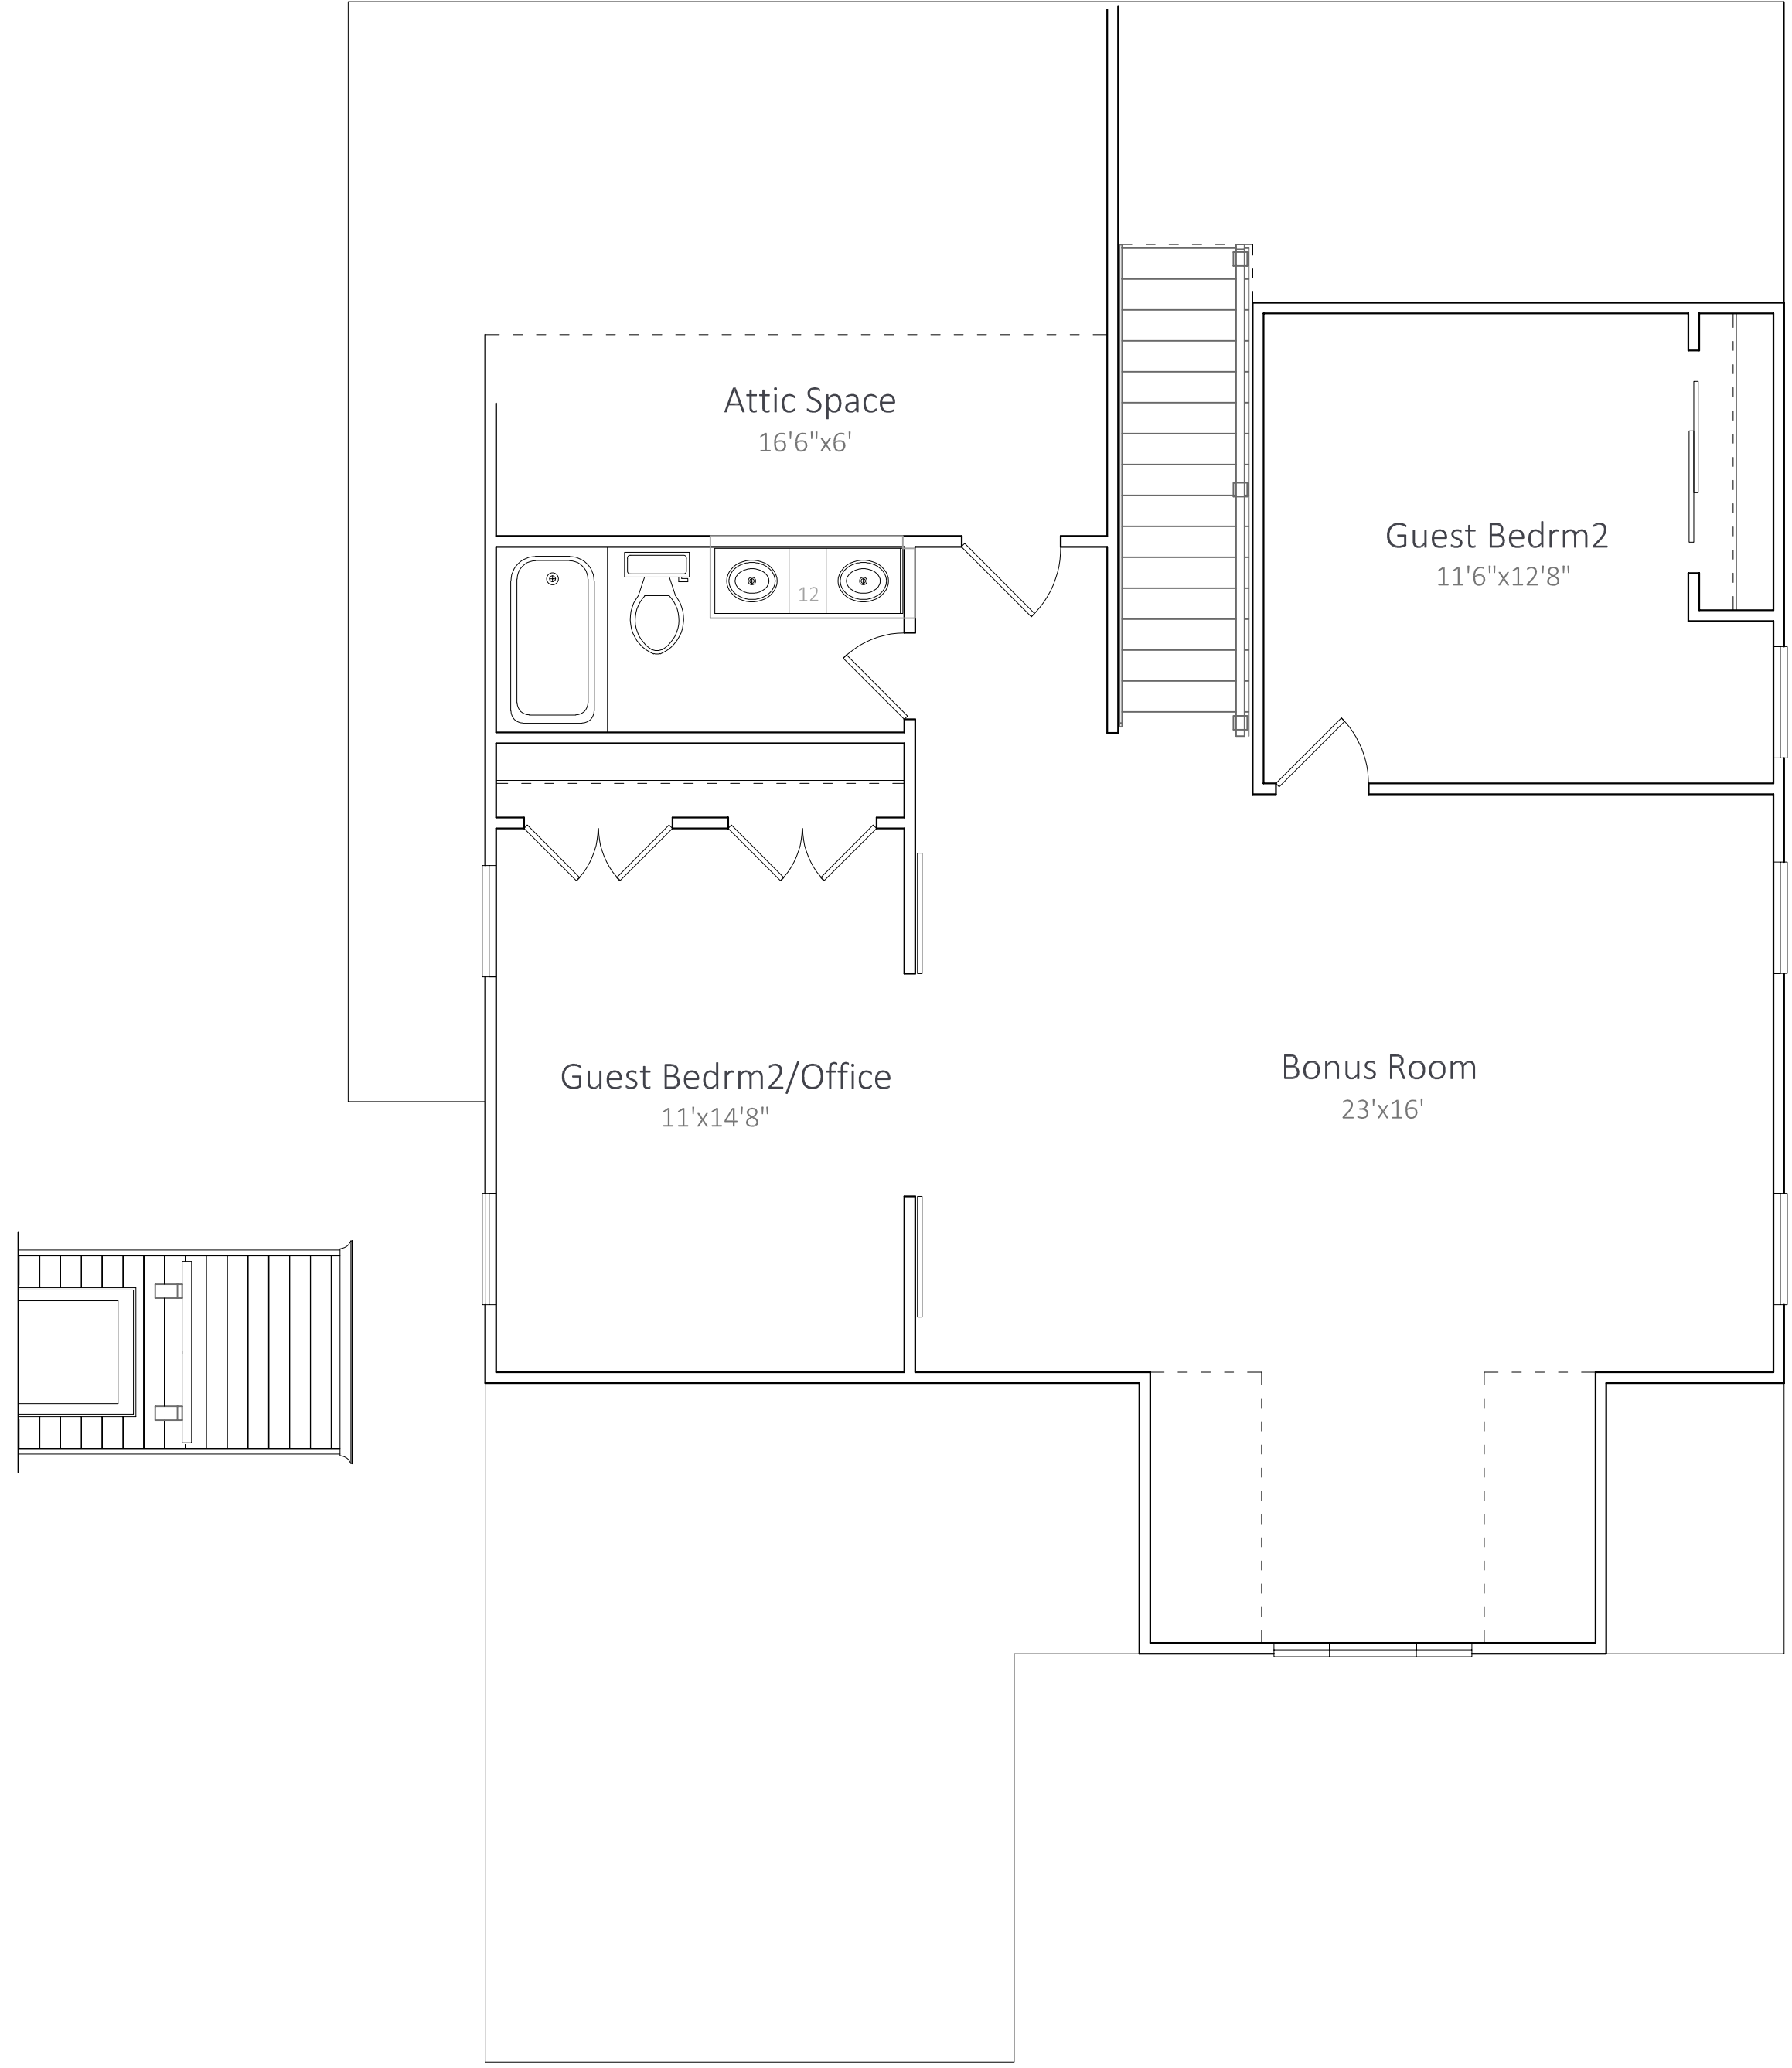 Attic Space
16'6"x6'
Guest Bedrm2
11'6"x12'8"
12
Guest Bedrm2/Office
11'x14'8"
Bonus Room
23'x16'